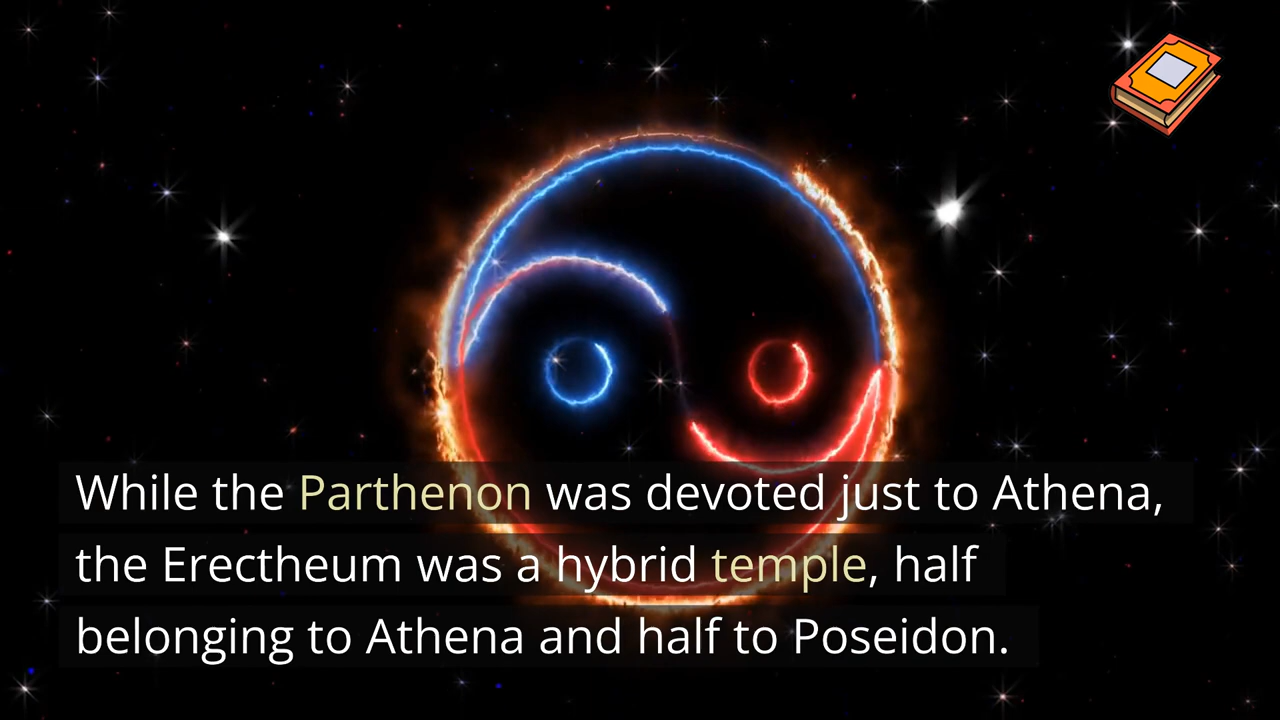 While the Parthenon was devoted just to Athena,
the Erectheum was a hybrid temple, half
belonging to Athena and half to Poseidon.